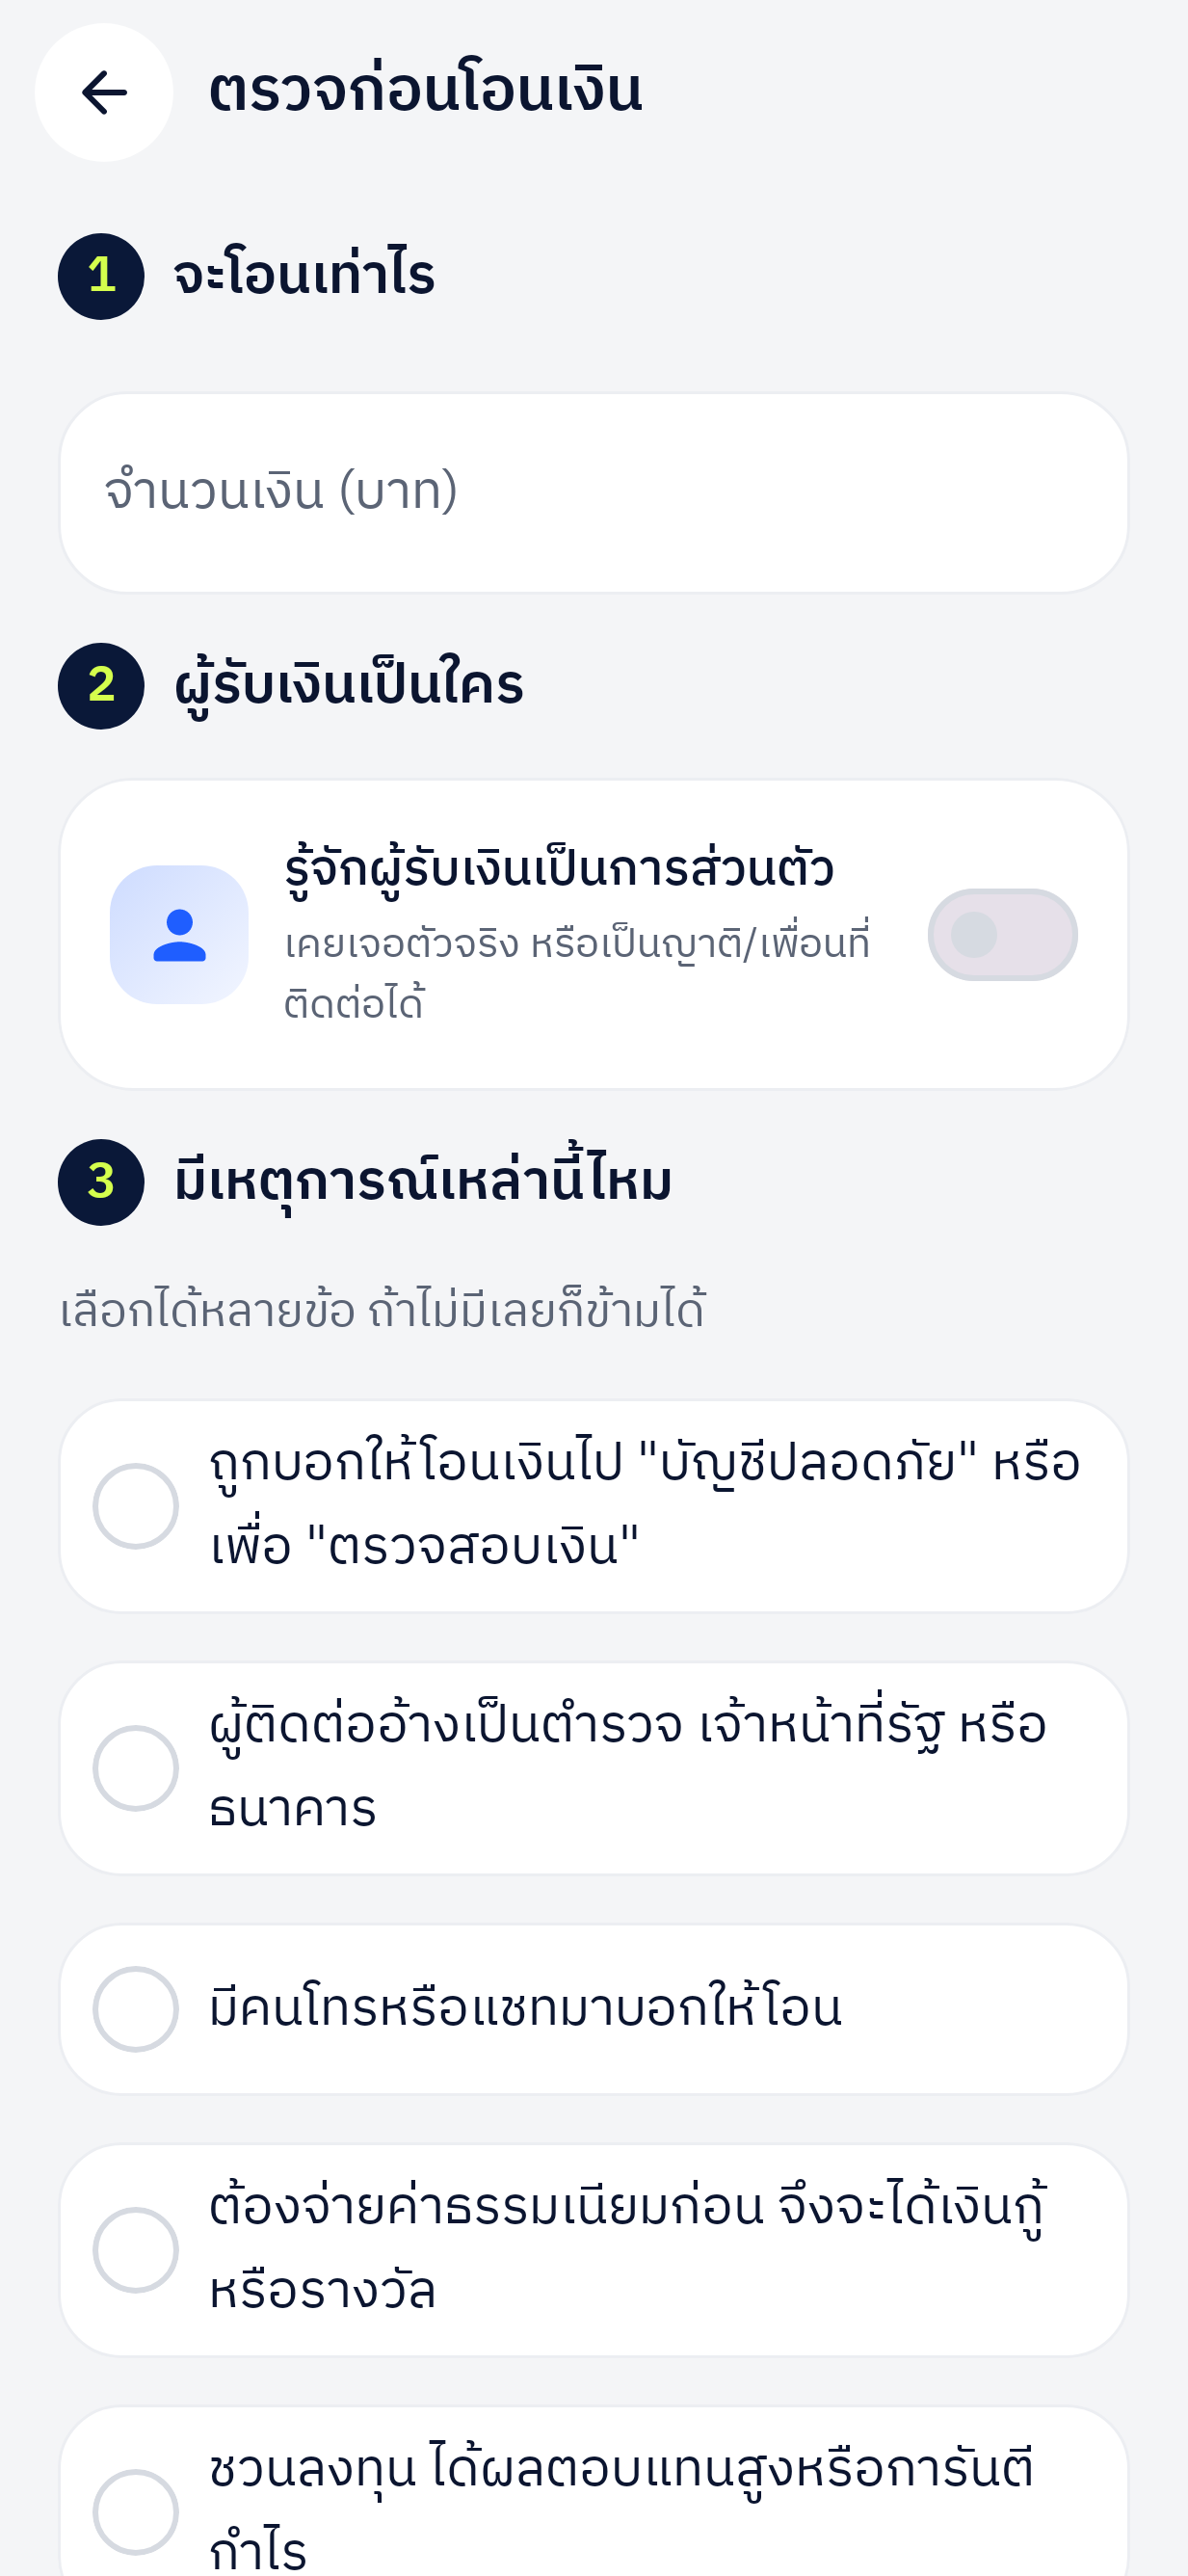 ตรวจก่อนโอนเงิน
1 จะโอนเท่าไร
จำนวนเงิน (บาท)
2 ผู้รับเงินเป็นใคร
รู้จักผู้รับเงินเป็นการส่วนตัว
เคยเจอตัวจริง หรือเป็นญาติ/เพื่อนที่
ติดต่อได้
3 มีเหตุการณ์เหล่านี้ไหม
เลือกได้หลายข้อ ถ้าไม่มีเลยก็ข้ามได้
ถูกบอกให้โอนเงินไป "บัญชีปลอดภัย" หรือ
เพื่อ "ตรวจสอบเงิน"
ผู้ติดต่ออ้างเป็นตำรวจ เจ้าหน้าที่รัฐ หรือ
ธนาคาร
มีคนโทรหรือแชทมาบอกให้โอน
ต้องจ่ายค่าธรรมเนียมก่อน จึงจะได้เงินกู้
หรือรางวัล
ชวนลงทุน ได้ผลตอบแทนสูงหรือการันตี
กำไร